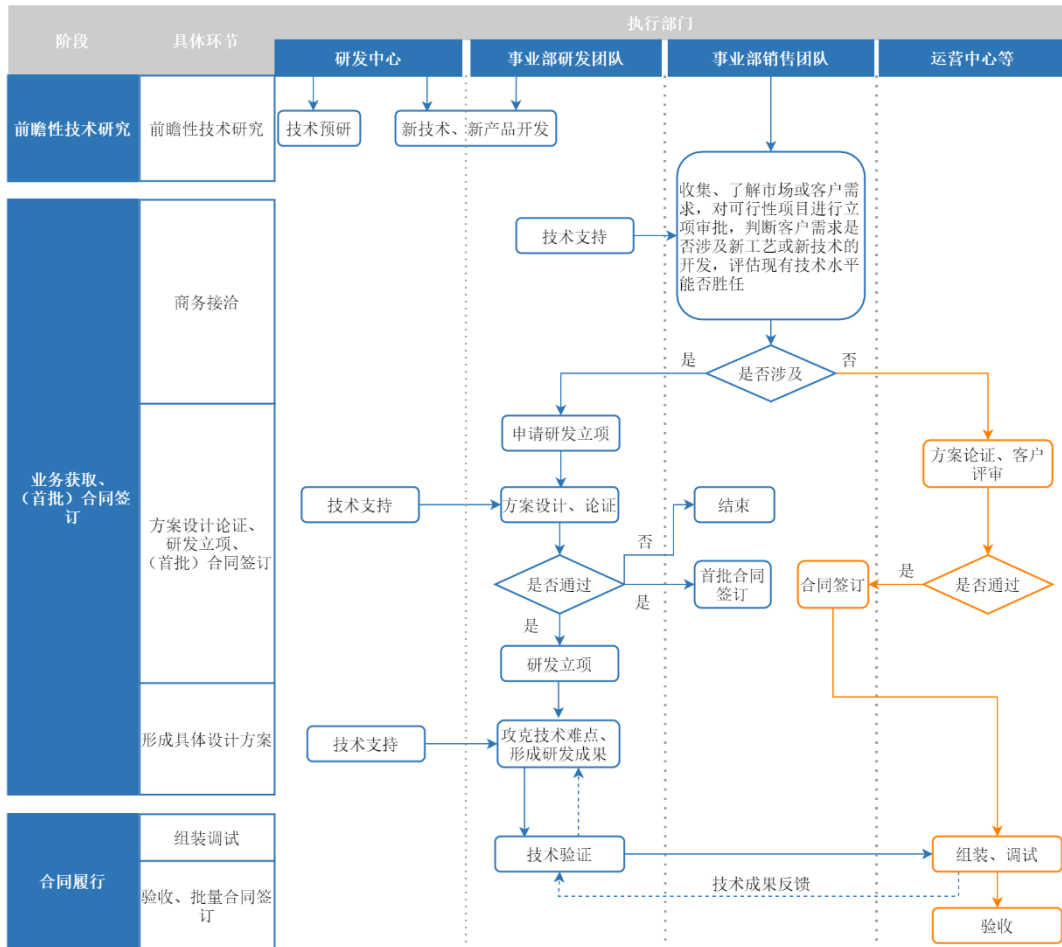 执行部门
阶段
具体环节
研发中心
事业部研发团队
事业部销售团队
运营中心等
前瞻性技术研究
前瞻性技术研究
技术预研
新技术、新产品开发
收集、了解市场或客户需
求，对可行性项目进行立
项审批，判断客户需求是
否涉及新工艺或新技术的
开发，评估现有技术水平
能否胜任
技术支持
商务接洽
是
是否涉及
否
申请研发立项
方案论证、客户
评审
业务获取、
（首批）合同签
订
方案设计论证、
研发立项、
（首批）合同签订
技术支持
方案设计、论证
结束
否
是否通过
是
首批合同
签订
合同签订
是
是否通过
是
研发立项
形成具体设计方案
技术支持
攻克技术难点、
形成研发成果
合同履行
组装调试
技术验证
组装、调试
技术成果反馈
验收、批量合同签
订
验收